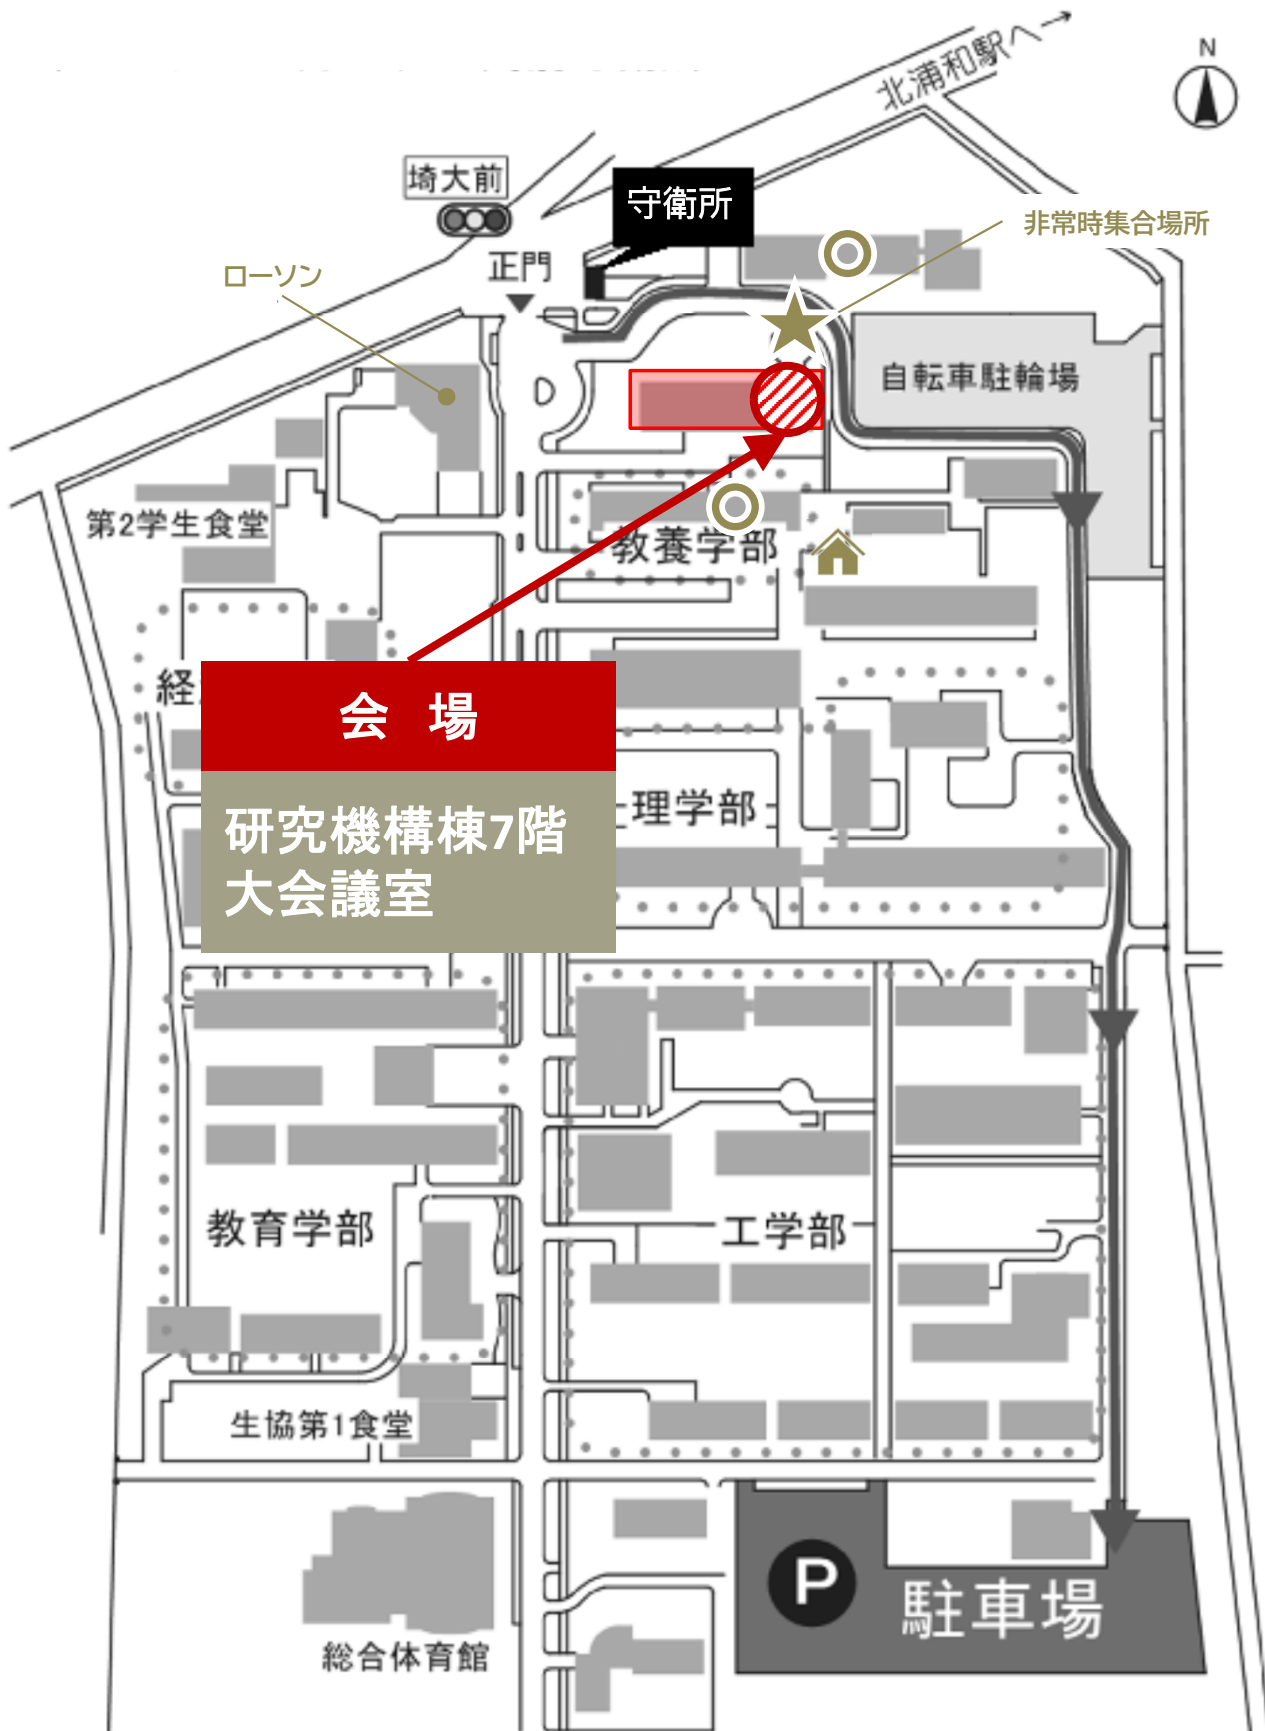 北浦和駅へ
N
埼大前
守衛所
非常時集合場所
正門
ローソン
自転車駐輪場
第2学生食堂
教養学部
経
会 場
研究機構棟7階
大会議室
理学部
教育学部
工学部
生協第1食堂
P
駐車場
総合体育館